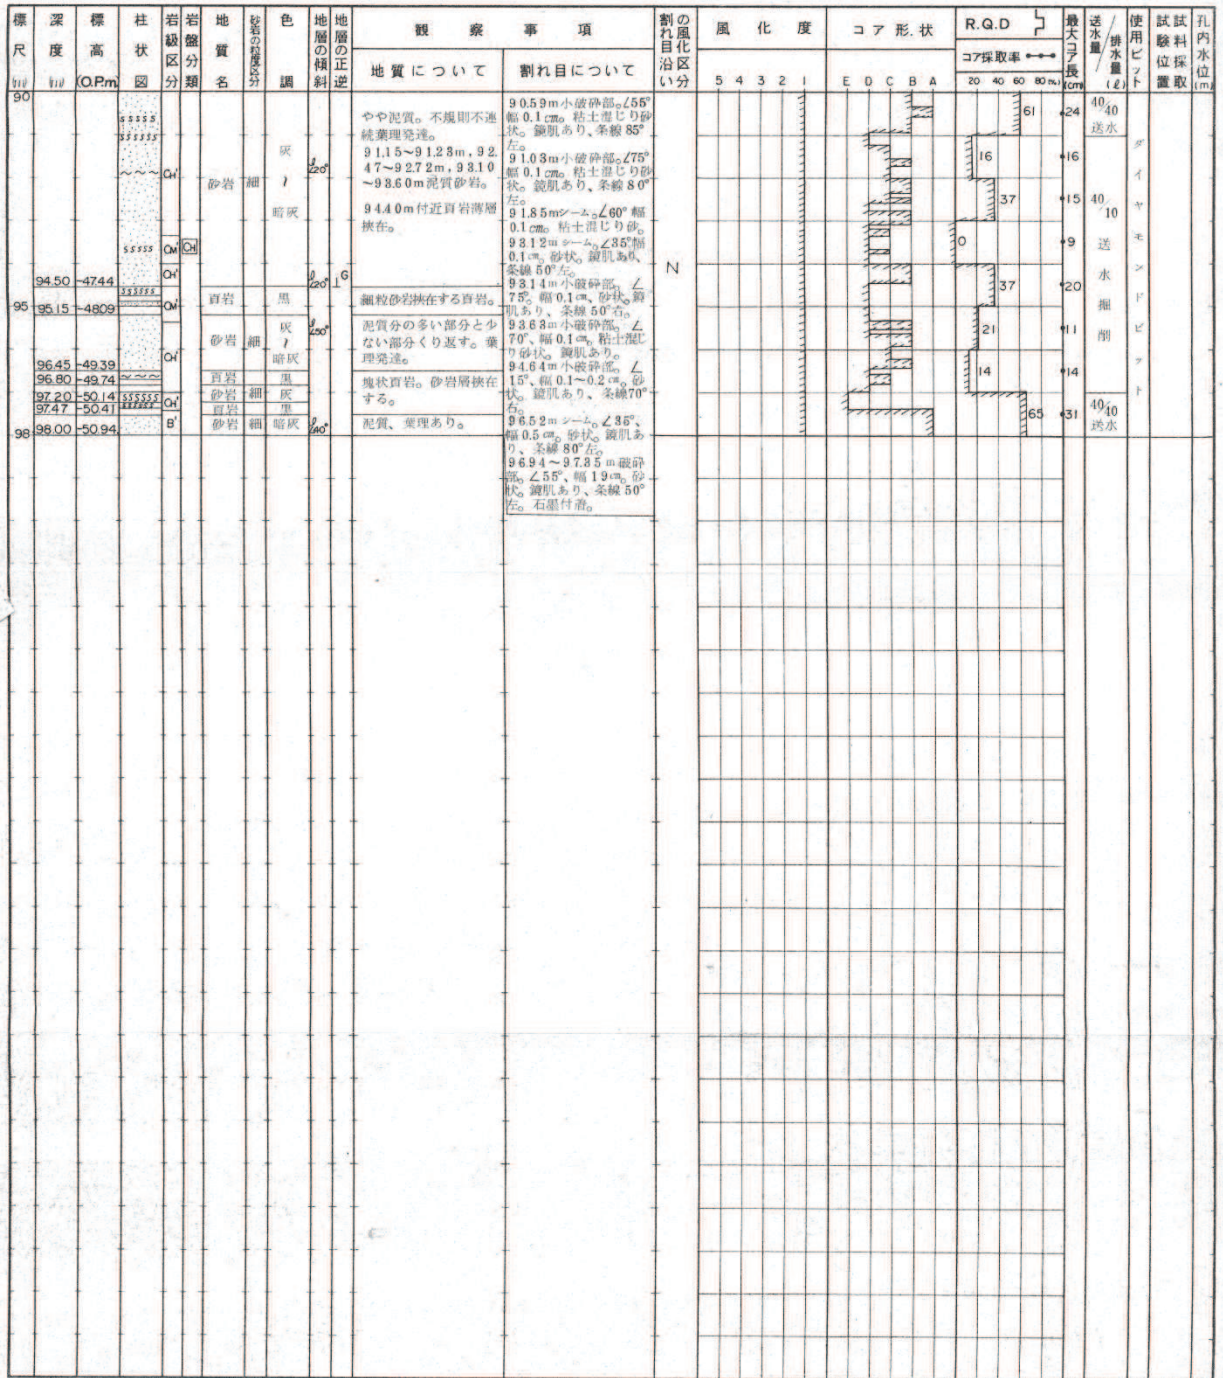 標尺(m)
深度(m)
標高(O.P.m)
柱状図
岩級区分
岩盤分類
地質名
砂岩の粒度区分
色調
地層の傾斜
地層の正逆
観察事項
地質について
割れ目について
割れ目沿いの風化区分
風化度
5 4 3 2 1
コア形状
E D C B A
R.Q.D
コア採取率
20 40 60 80(%)
最大コア長(cm)
送水量/排水量(ℓ)
使用ビット
試験位置
試料採取
孔内水位(m)
90
95
98
94.50 -47.44
95.15 -48.09
96.45 -49.39
96.80 -49.74
97.20 -50.14
97.47 -50.41
98.00 -50.94
CH'
CM'
CH
CH'
CM'
CH'
CH'
B'
砂岩 細 灰 〜 暗灰
頁岩 黒
砂岩 細 灰 〜 暗灰
頁岩 黒
砂岩 細 灰
頁岩 黒
砂岩 細 暗灰
ℓ20°
ℓ20°
⊥G
ℓ50°
ℓ40°
やや泥質。不規則不連
続葉理発達。
91.15〜91.23m,92.
47〜92.72m,93.10
〜93.60m泥質砂岩。
94.40m付近頁岩薄層
挟在。
細粒砂岩挟在する頁岩。
泥質分の多い部分と少
ない部分くり返す。葉
理発達。
塊状頁岩。砂岩層挟在
する。
泥質、葉理あり。
90.59m小破砕部。∠55°
幅0.1cm。粘土混じり砂
状。鏡肌あり、条線85°
左。
91.03m小破砕部。∠75°
幅0.1cm。粘土混じり砂
状。鏡肌あり、条線80°
左。
91.85mシーム。∠60°幅
0.1cm。粘土混じり砂。
93.12mシーム。∠35°幅
0.1cm。砂状。鏡肌あり、
条線50°左。
93.14m小破砕部。∠
75°、幅0.1cm、砂状。鏡
肌あり、条線50°右。
93.63m小破砕部。∠
70°、幅0.1cm、粘土混じ
り砂状。鏡肌あり。
94.64m小破砕部。∠
15°、幅0.1〜0.2cm。砂
状。鏡肌あり、条線70°
右。
96.52mシーム。∠35°、
幅0.5cm。砂状。鏡肌あ
り、条線80°左。
96.94〜97.35m破砕
部。∠55°、幅19cm。砂
状。鏡肌あり、条線50°
左。石墨付着。
N
61
16
37
0
37
21
14
65
24
16
15
9
20
11
14
31
40/40
送水
40/10
送水掘削
40/40
送水
ダイヤモンドビット